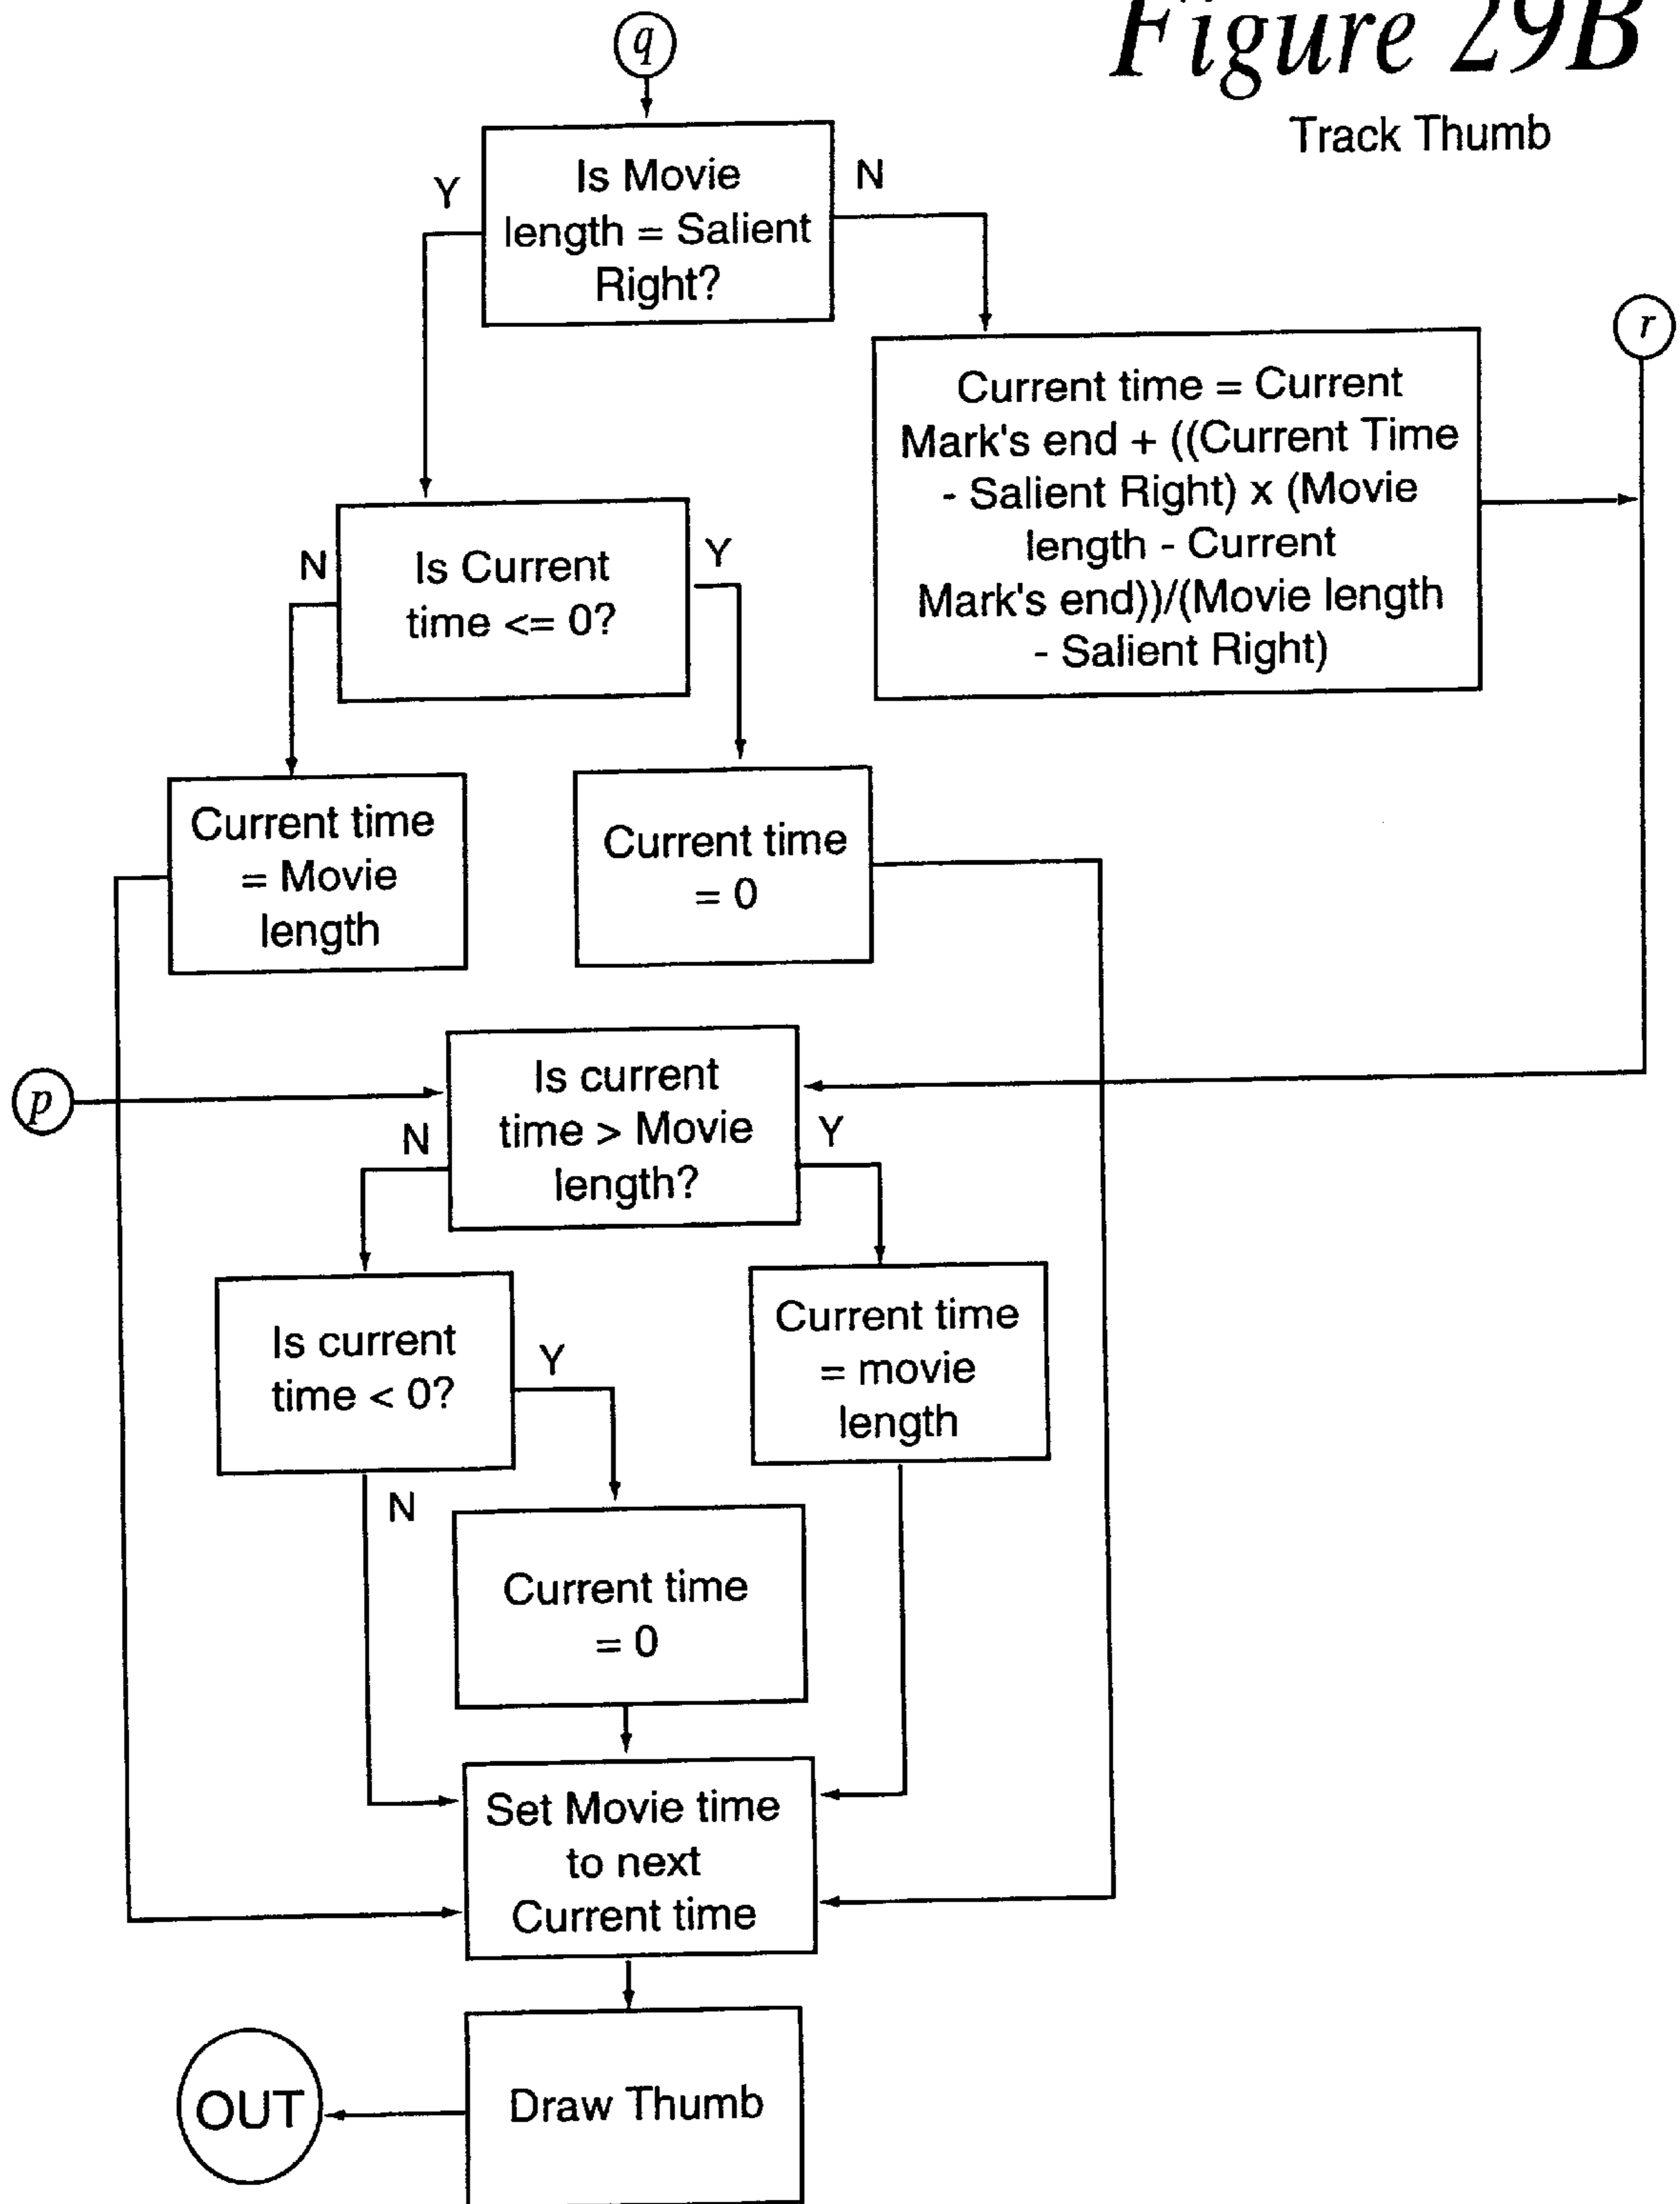 Figure 29B
Track Thumb
q
Is Movie
length = Salient
Right?
Y
N
r
Current time = Current
Mark's end + ((Current Time
- Salient Right) x (Movie
length - Current
Mark's end))/(Movie length
- Salient Right)
Is Current
time <= 0?
N
Y
Current time
= Movie
length
Current time
= 0
p
Is current
time > Movie
length?
N
Y
Is current
time < 0?
Y
N
Current time
= movie
length
Current time
= 0
Set Movie time
to next
Current time
Draw Thumb
OUT